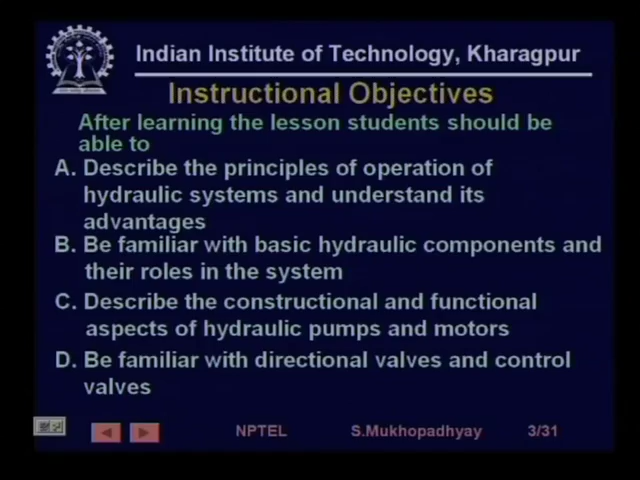 Indian Institute of Technology, Kharagpur
Instructional Objectives
After learning the lesson students should be
able to
A. Describe the principles of operation of
hydraulic systems and understand its
advantages
B. Be familiar with basic hydraulic components and
their roles in the system
C. Describe the constructional and functional
aspects of hydraulic pumps and motors
D. Be familiar with directional valves and control
valves
NPTEL S.Mukhopadhyay 3/31